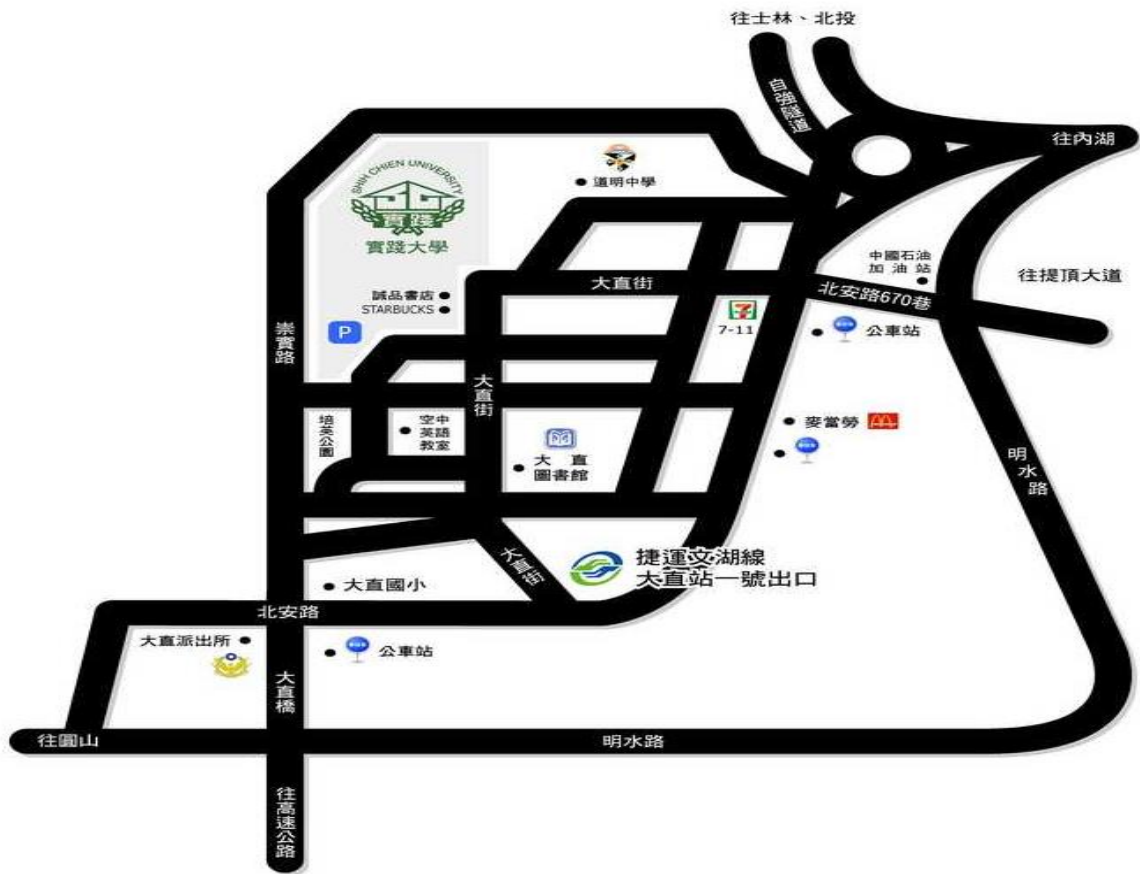 往士林、北投
自強隧道
往內湖
SHIH CHIEN UNIVERSITY
實踐
實踐大學
道明中學
中國石油
加油站
往提頂大道
大直街
北安路670巷
誠品書店
STARBUCKS
P
7-11
公車站
崇實路
大直街
培英公園
空中
英語
教室
大直
圖書館
麥當勞
明水路
大直街
捷運文湖線
大直站一號出口
大直國小
北安路
大直派出所
公車站
大直橋
往圓山
明水路
往高速公路